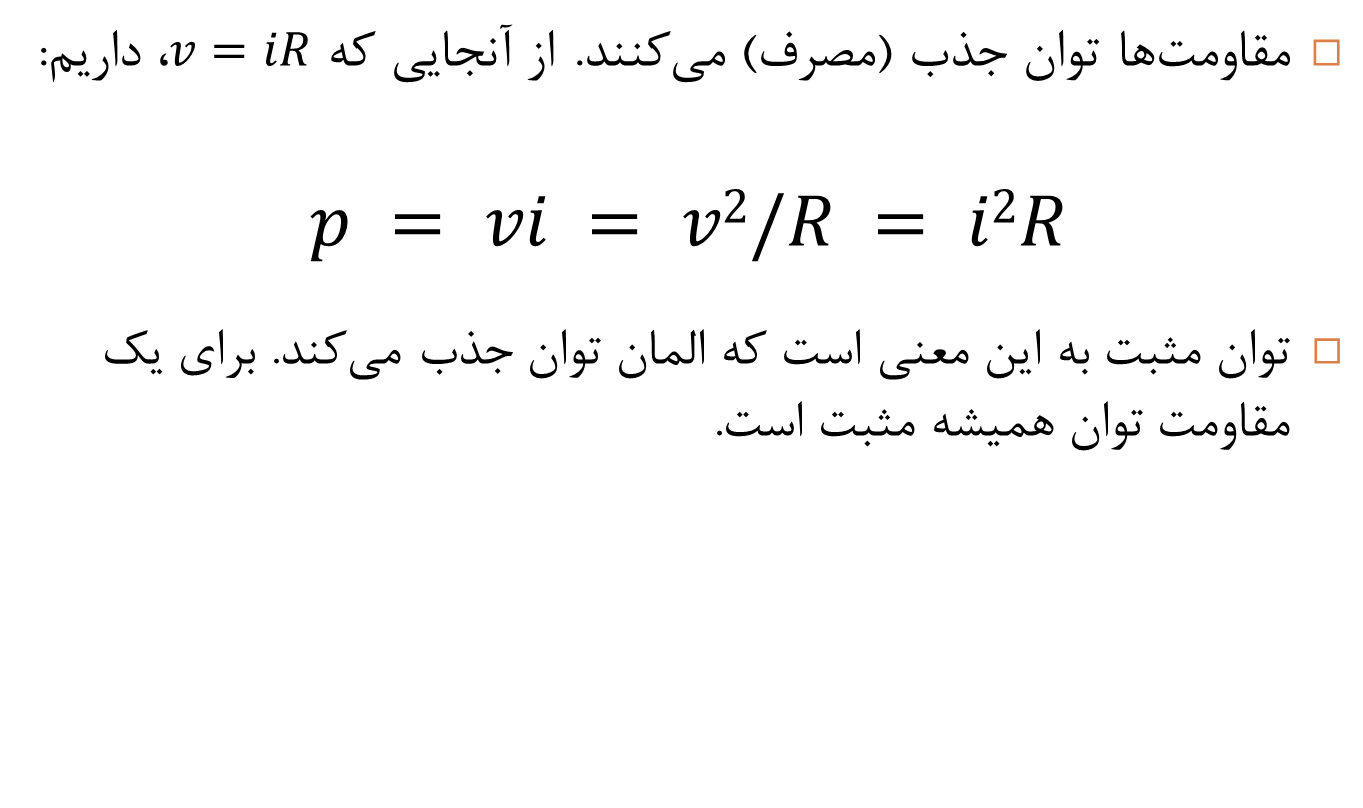 مقاومت‌ها توان جذب (مصرف) می‌کنند. از آنجایی که v = iR، داریم:
p = vi = v²/R = i²R
توان مثبت به این معنی است که المان توان جذب می‌کند. برای یک
مقاومت توان همیشه مثبت است.